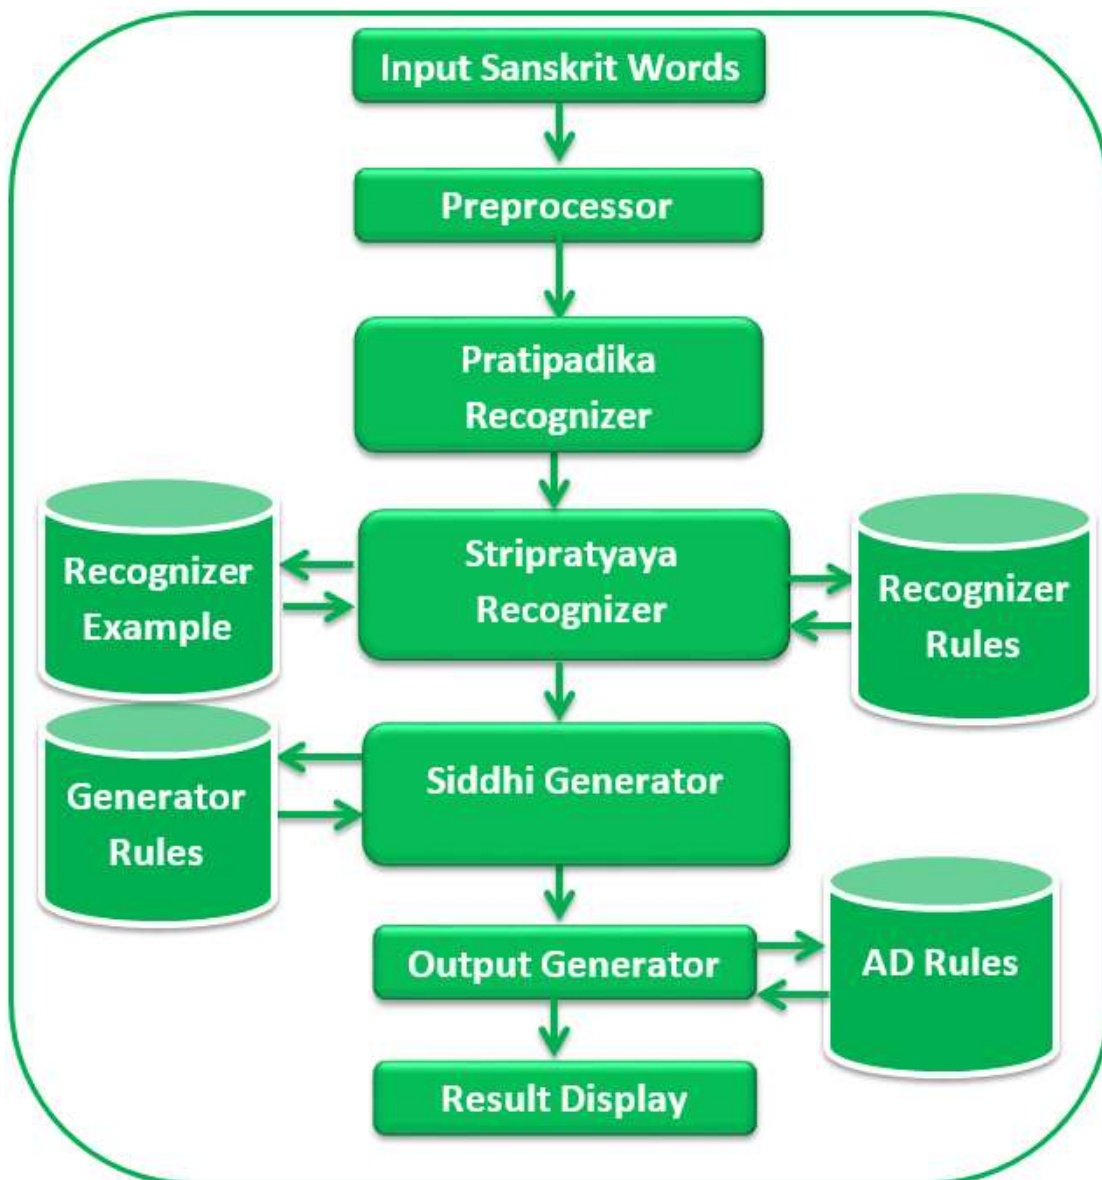 Input Sanskrit Words
Preprocessor
Pratipadika
Recognizer
Recognizer
Example
Stripratyaya
Recognizer
Recognizer
Rules
Generator
Rules
Siddhi Generator
Output Generator
AD Rules
Result Display